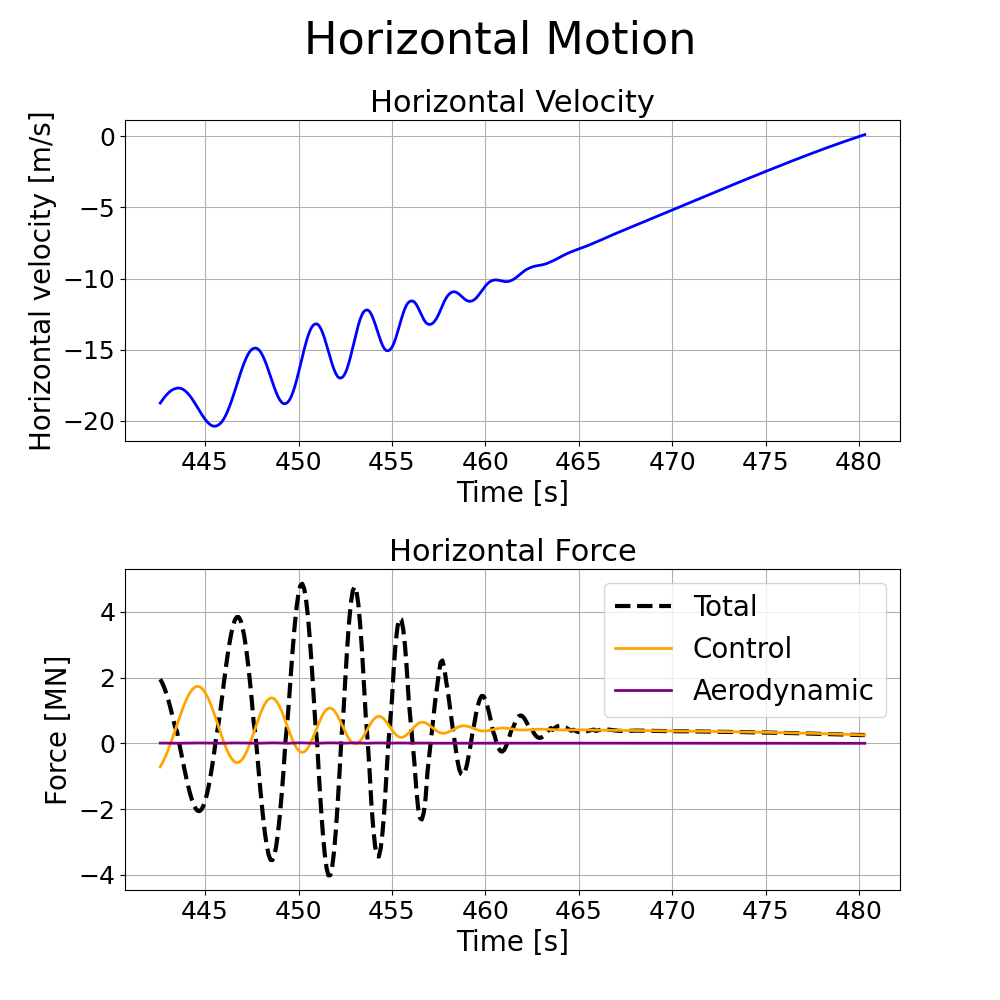 Horizontal Motion
Horizontal Velocity
Horizontal velocity [m/s]
0
−5
−10
−15
−20
445 450 455 460 465 470 475 480
Time [s]
Horizontal Force
Force [MN]
4
2
0
−2
−4
Total
Control
Aerodynamic
445 450 455 460 465 470 475 480
Time [s]